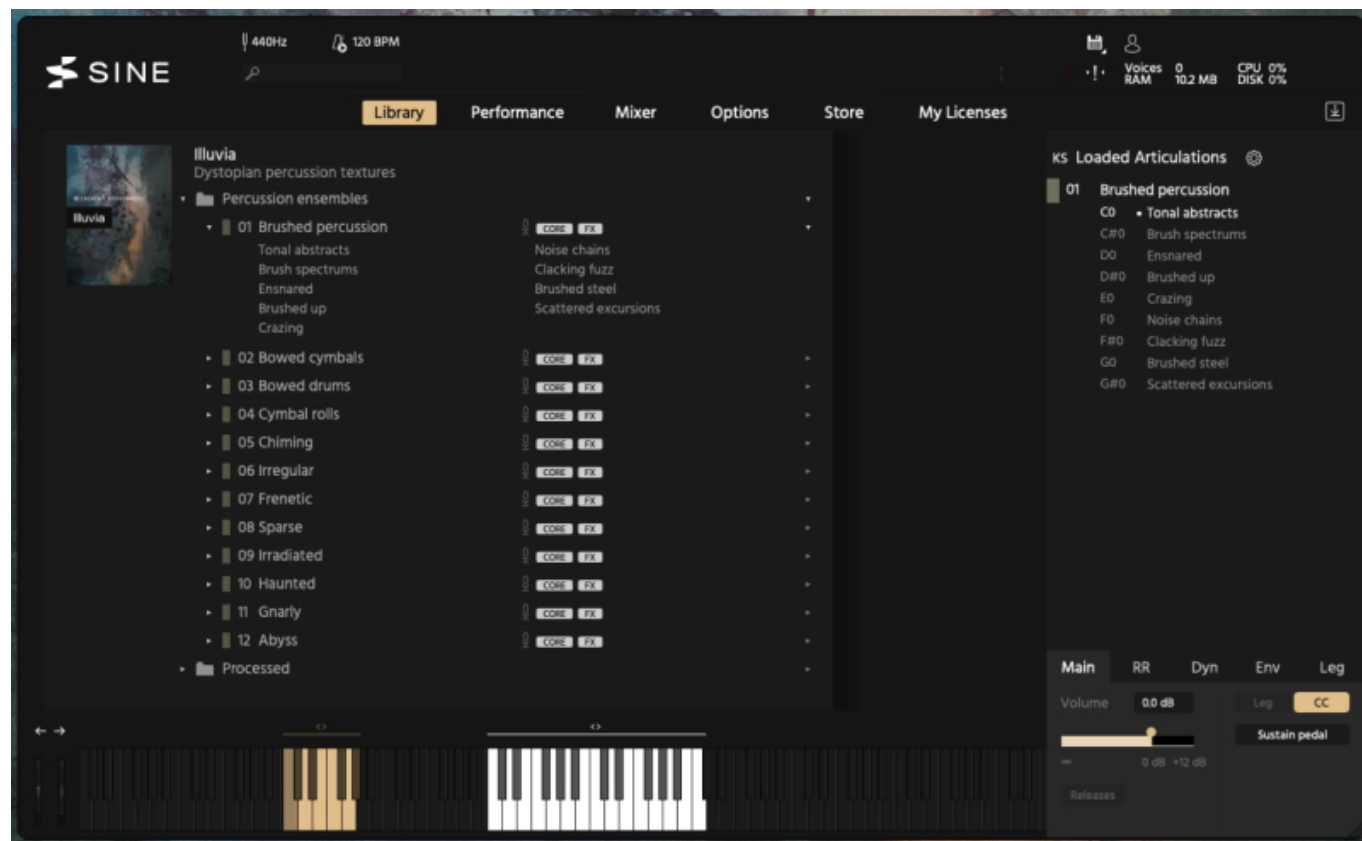 440Hz 120 BPM
SINE
Voices 0 CPU 0%
RAM 10.2 MB DISK 0%
Library Performance Mixer Options Store My Licenses
Illuvia
Dystopian percussion textures
Illuvia
Percussion ensembles
01 Brushed percussion CORE FX
Tonal abstracts Noise chains
Brush spectrums Clacking fuzz
Ensnared Brushed steel
Brushed up Scattered excursions
Crazing
02 Bowed cymbals CORE FX
03 Bowed drums CORE FX
04 Cymbal rolls CORE FX
05 Chiming CORE FX
06 Irregular CORE FX
07 Frenetic CORE FX
08 Sparse CORE FX
09 Irradiated CORE FX
10 Haunted CORE FX
11 Gnarly CORE FX
12 Abyss CORE FX
Processed
KS Loaded Articulations
01 Brushed percussion
C0 • Tonal abstracts
C#0 Brush spectrums
D0 Ensnared
D#0 Brushed up
E0 Crazing
F0 Noise chains
F#0 Clacking fuzz
G0 Brushed steel
G#0 Scattered excursions
Main RR Dyn Env Leg
Volume 0.0 dB Leg CC
Sustain pedal
-∞ 0 dB +12 dB
Releases